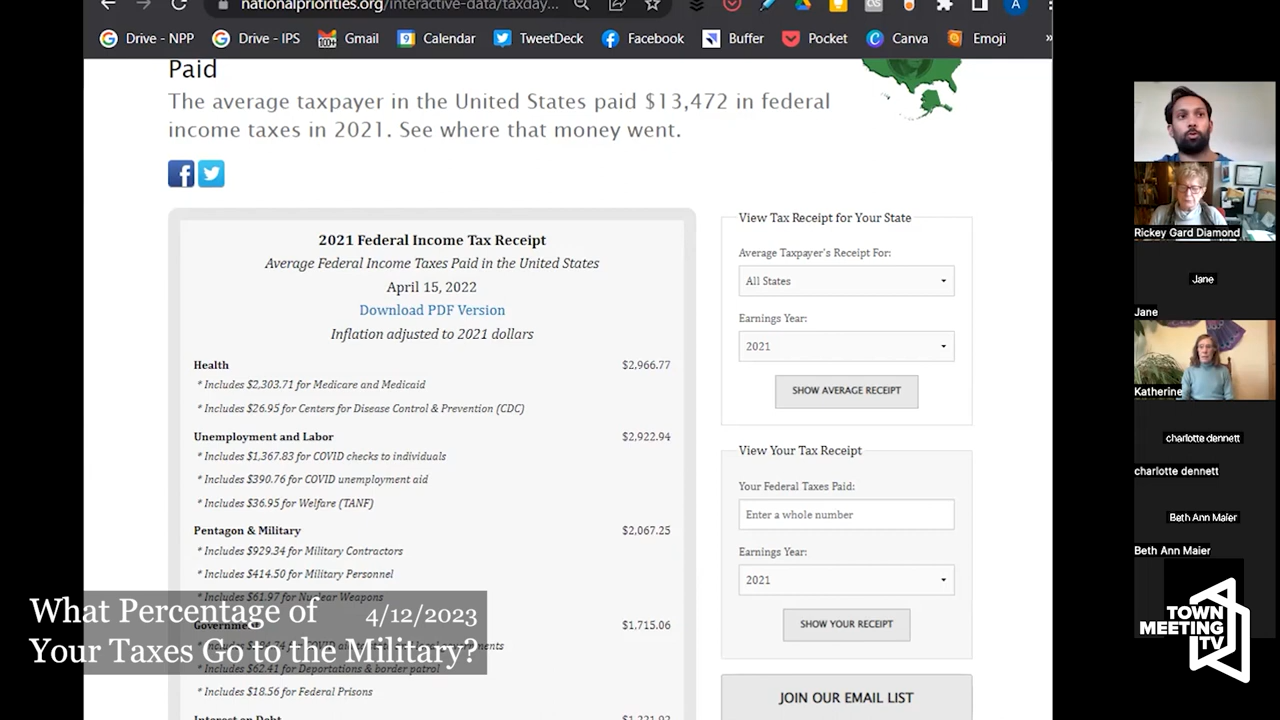 nationalpriorities.org/interactive-data/taxday...
Drive - NPP
Drive - IPS
Gmail
Calendar
TweetDeck
Facebook
Buffer
Pocket
Canva
Emoji
»
Paid
The average taxpayer in the United States paid $13,472 in federal
income taxes in 2021. See where that money went.
2021 Federal Income Tax Receipt
Average Federal Income Taxes Paid in the United States
April 15, 2022
Download PDF Version
Inflation adjusted to 2021 dollars
Health $2,966.77
* Includes $2,303.71 for Medicare and Medicaid
* Includes $26.95 for Centers for Disease Control & Prevention (CDC)
Unemployment and Labor $2,922.94
* Includes $1,367.83 for COVID checks to individuals
* Includes $390.76 for COVID unemployment aid
* Includes $36.95 for Welfare (TANF)
Pentagon & Military $2,067.25
* Includes $929.34 for Military Contractors
* Includes $414.50 for Military Personnel
* Includes $61.97 for Nuclear Weapons
Government $1,715.06
* Includes $62.41 for Deportations & border patrol
* Includes $18.56 for Federal Prisons
Interest on Debt
View Tax Receipt for Your State
Average Taxpayer's Receipt For:
All States
Earnings Year:
2021
SHOW AVERAGE RECEIPT
View Your Tax Receipt
Your Federal Taxes Paid:
Enter a whole number
Earnings Year:
2021
SHOW YOUR RECEIPT
JOIN OUR EMAIL LIST
What Percentage of 4/12/2023
Your Taxes Go to the Military?
Rickey Gard Diamond
Jane
Jane
Katherine
charlotte dennett
charlotte dennett
Beth Ann Maier
Beth Ann Maier
TOWN
MEETING
TV